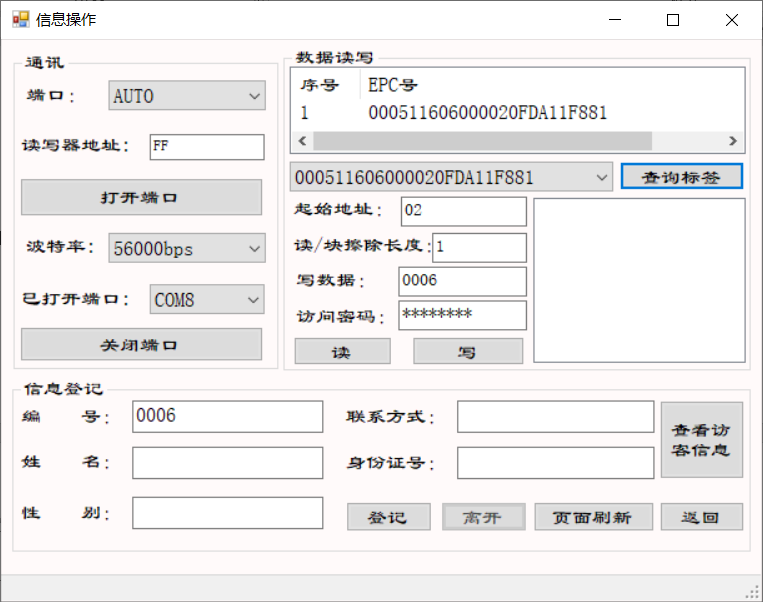 信息操作
通讯
端口： AUTO
读写器地址： FF
打开端口
波特率： 56000bps
已打开端口： COM8
关闭端口
数据读写
序号 EPC号
1 000511606000020FDA11F881
000511606000020FDA11F881 查询标签
起始地址： 02
读/块擦除长度： 1
写数据： 0006
访问密码： ********
读 写
信息登记
编 号： 0006 联系方式：
查看访
客信息
姓 名： 身份证号：
性 别： 登记 离开 页面刷新 返回